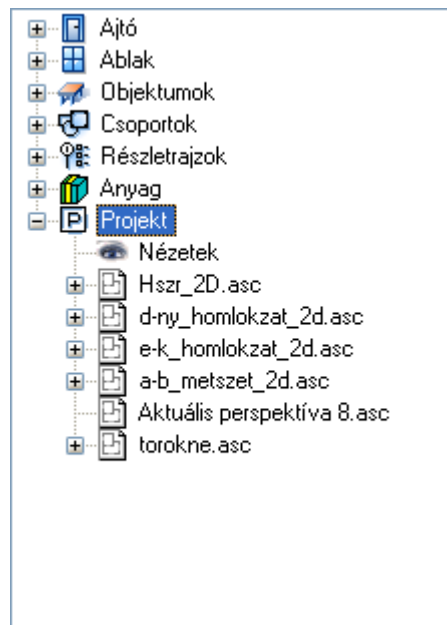 Ajtó
Ablak
Objektumok
Csoportok
Részletrajzok
Anyag
P Projekt
Nézetek
Hszr_2D.asc
d-ny_homlokzat_2d.asc
e-k_homlokzat_2d.asc
a-b_metszet_2d.asc
Aktuális perspektíva 8.asc
torokne.asc